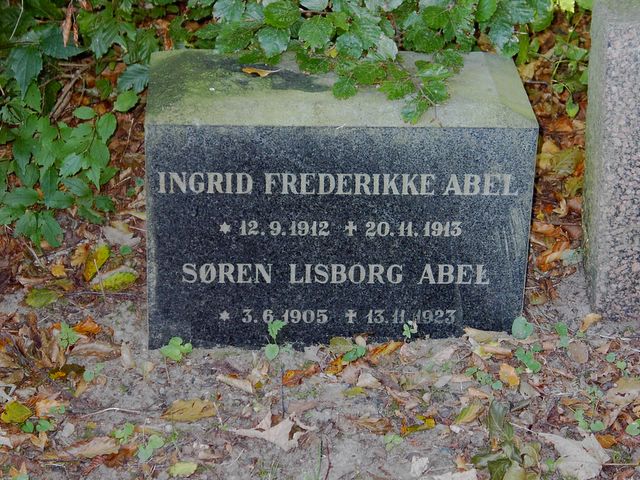 INGRID FREDERIKKE ABEL
* 12.9.1912 ✝ 20.11.1913
SØREN LISBORG ABEL
* 3.6.1905 ✝ 13.11.1923